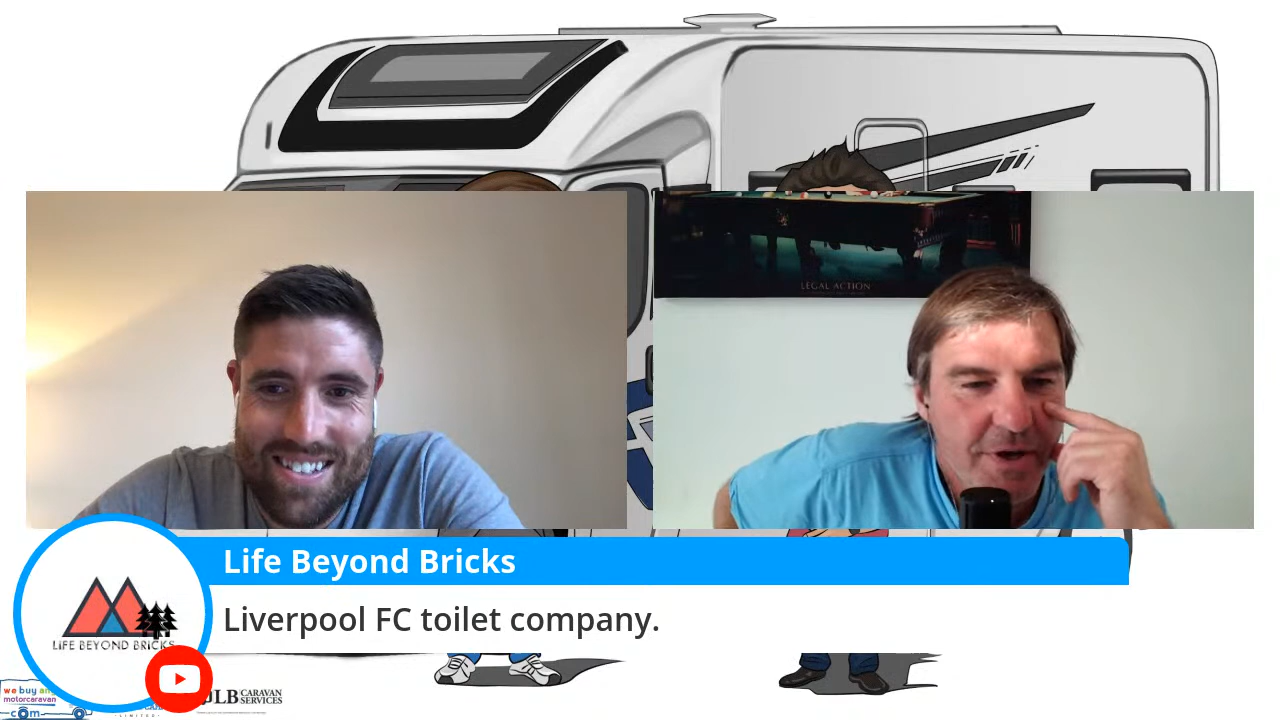 LEGAL ACTION
Life Beyond Bricks
Liverpool FC toilet company.
LIFE BEYOND BRICKS
we buy any
motorcaravan
com
LIMITED
DLB CARAVAN
SERVICES